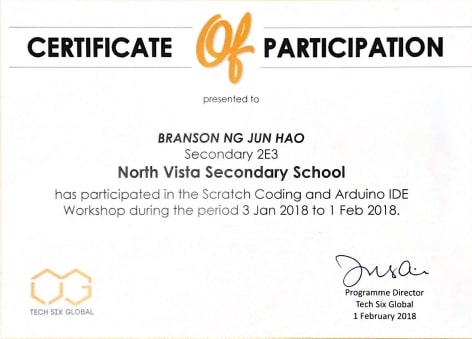 CERTIFICATE Of PARTICIPATION
presented to
BRANSON NG JUN HAO
Secondary 2E3
North Vista Secondary School
has participated in the Scratch Coding and Arduino IDE
Workshop during the period 3 Jan 2018 to 1 Feb 2018.
Programme Director
Tech Six Global
1 February 2018
TECH SIX GLOBAL